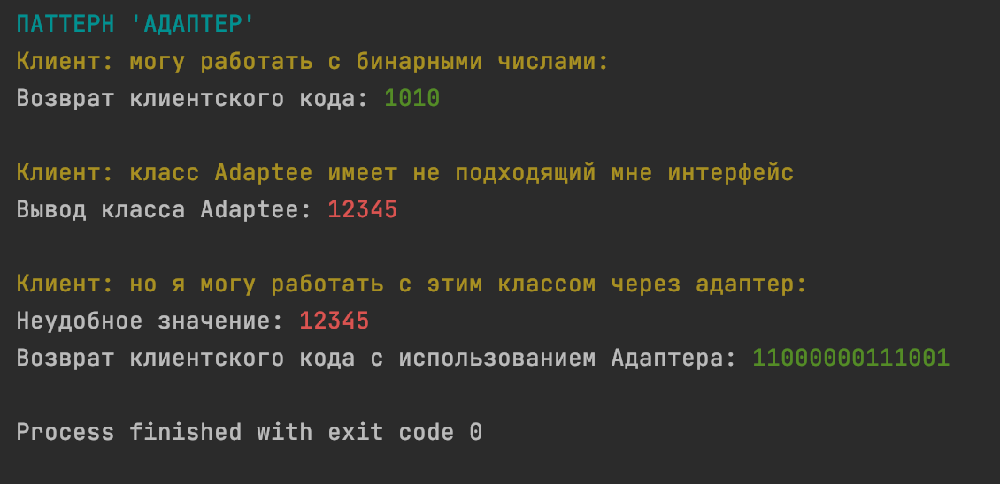 ПАТТЕРН 'АДАПТЕР'
Клиент: могу работать с бинарными числами:
Возврат клиентского кода: 1010
Клиент: класс Adaptee имеет не подходящий мне интерфейс
Вывод класса Adaptee: 12345
Клиент: но я могу работать с этим классом через адаптер:
Неудобное значение: 12345
Возврат клиентского кода с использованием Адаптера: 11000000111001
Process finished with exit code 0